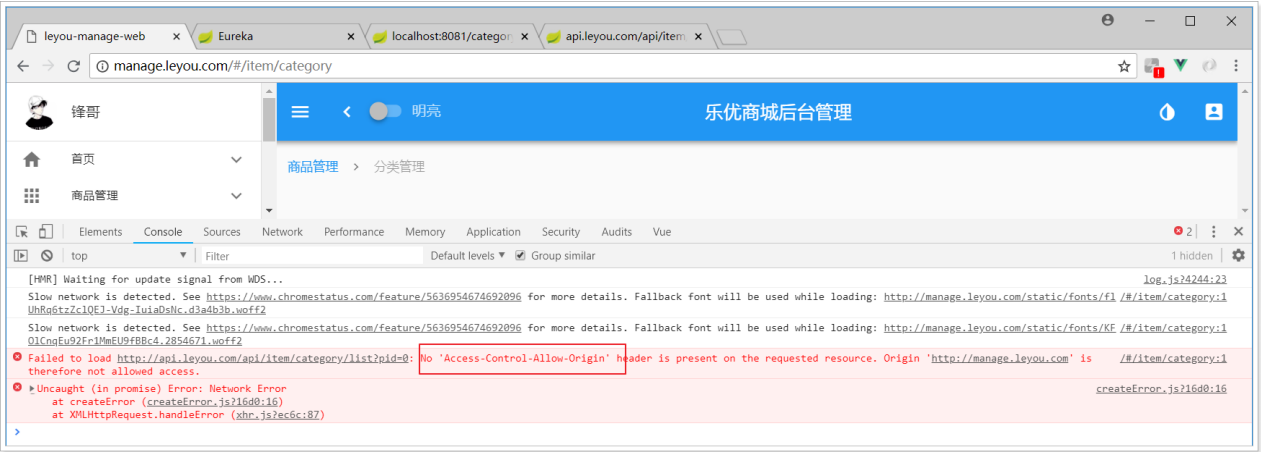 leyou-manage-web
Eureka
localhost:8081/categor
api.leyou.com/api/item
manage.leyou.com/#/item/category
锋哥
明亮
乐优商城后台管理
首页
商品管理
商品管理 > 分类管理
Elements Console Sources Network Performance Memory Application Security Audits Vue
2
top
Filter
Default levels
Group similar
1 hidden
[HMR] Waiting for update signal from WDS...
log.js?4244:23
Slow network is detected. See https://www.chromestatus.com/feature/5636954674692096 for more details. Fallback font will be used while loading: http://manage.leyou.com/static/fonts/fl /#/item/category:1
UhRq6tzZclQEJ-Vdg-IuiaDsNc.d3a4b3b.woff2
Slow network is detected. See https://www.chromestatus.com/feature/5636954674692096 for more details. Fallback font will be used while loading: http://manage.leyou.com/static/fonts/KF /#/item/category:1
OlCnqEu92Fr1MmEU9fBBc4.2854671.woff2
Failed to load http://api.leyou.com/api/item/category/list?pid=0: No 'Access-Control-Allow-Origin' header is present on the requested resource. Origin 'http://manage.leyou.com' is /#/item/category:1
therefore not allowed access.
Uncaught (in promise) Error: Network Error
createError.js?16d0:16
at createError (createError.js?16d0:16)
at XMLHttpRequest.handleError (xhr.js?ec6c:87)